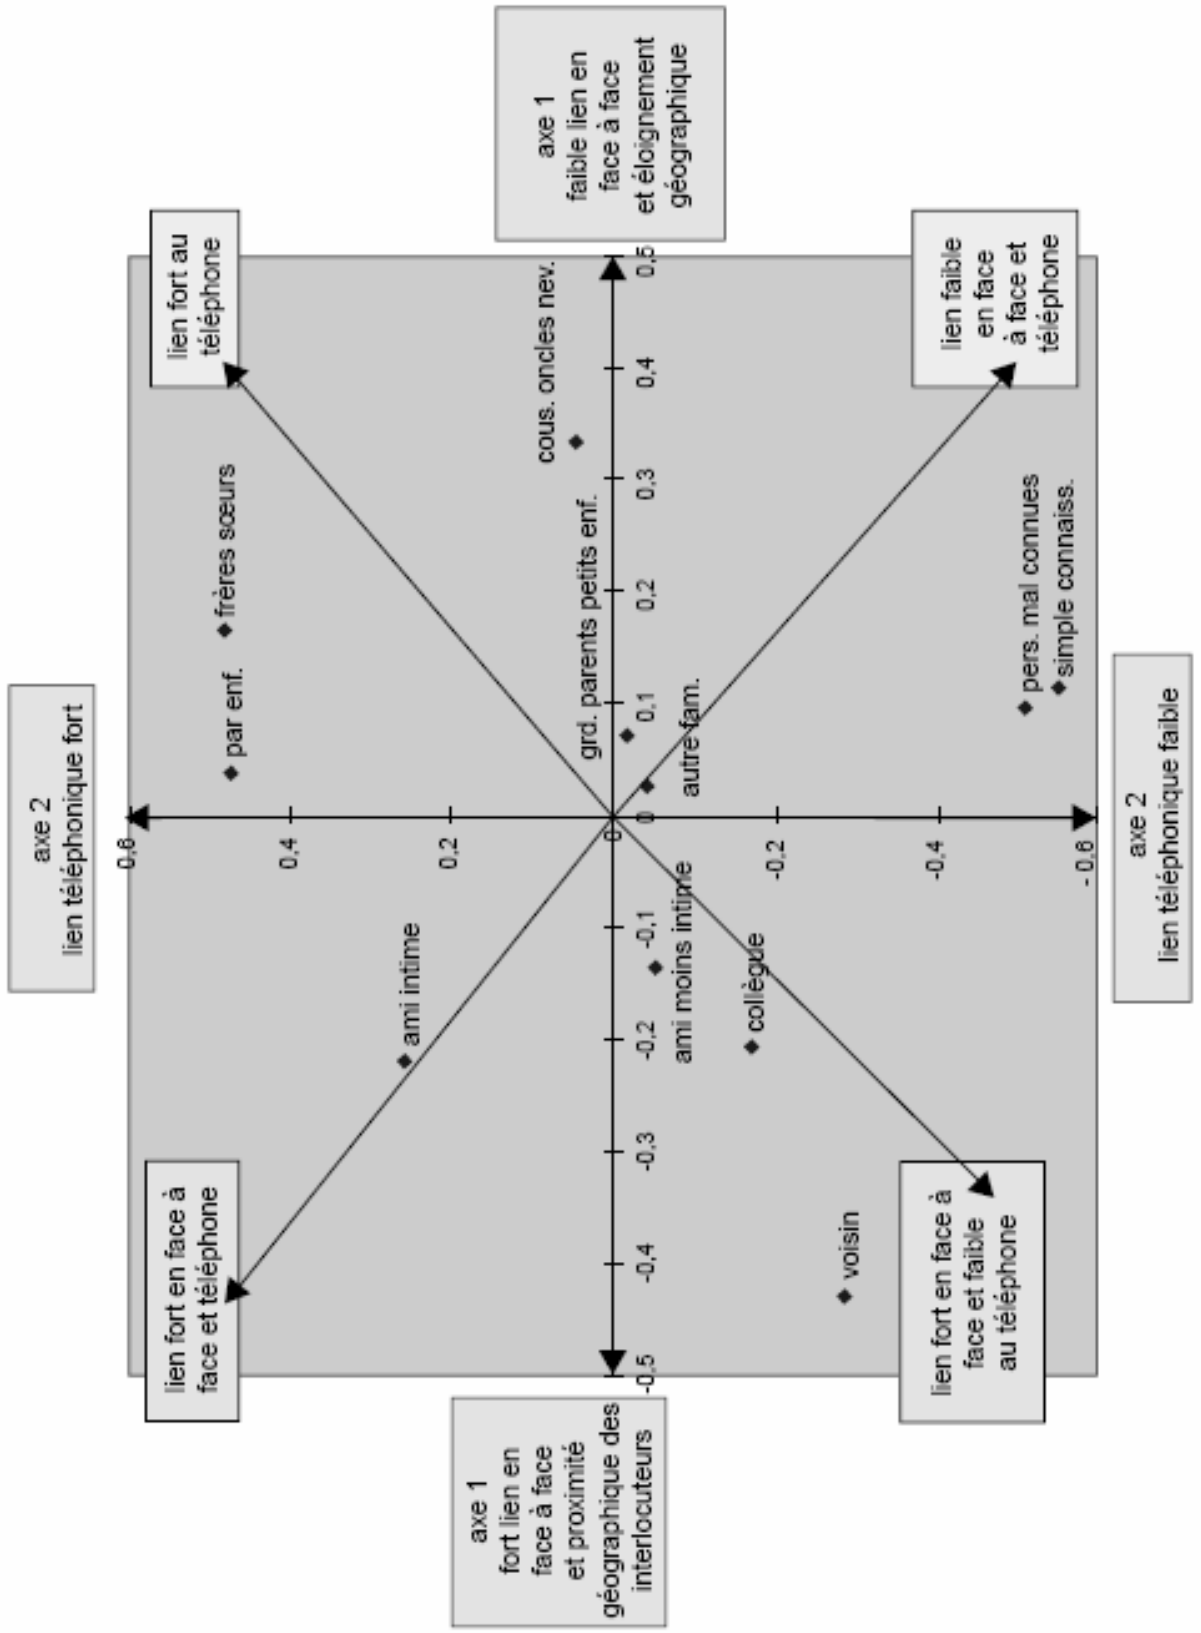 axe 2
lien téléphonique fort
lien fort en face à
face et téléphone
lien fort au
téléphone
0,6
par enf.
frères sœurs
0,4
ami intime
0,2
cous. oncles nev.
grd. parents petits enf.
axe 1
fort lien en
face à face
et proximité
géographique des
interlocuteurs
axe 1
faible lien en
face à face
et éloignement
géographique
0
-0,5
-0,4
-0,3
-0,2
-0,1
0
0,1
0,2
0,3
0,4
0,5
ami moins intime
autre fam.
collègue
-0,2
voisin
-0,4
pers. mal connues
simple connaiss.
- 0,6
lien fort en face à
face et faible
au téléphone
lien faible
en face
à face et
téléphone
axe 2
lien téléphonique faible